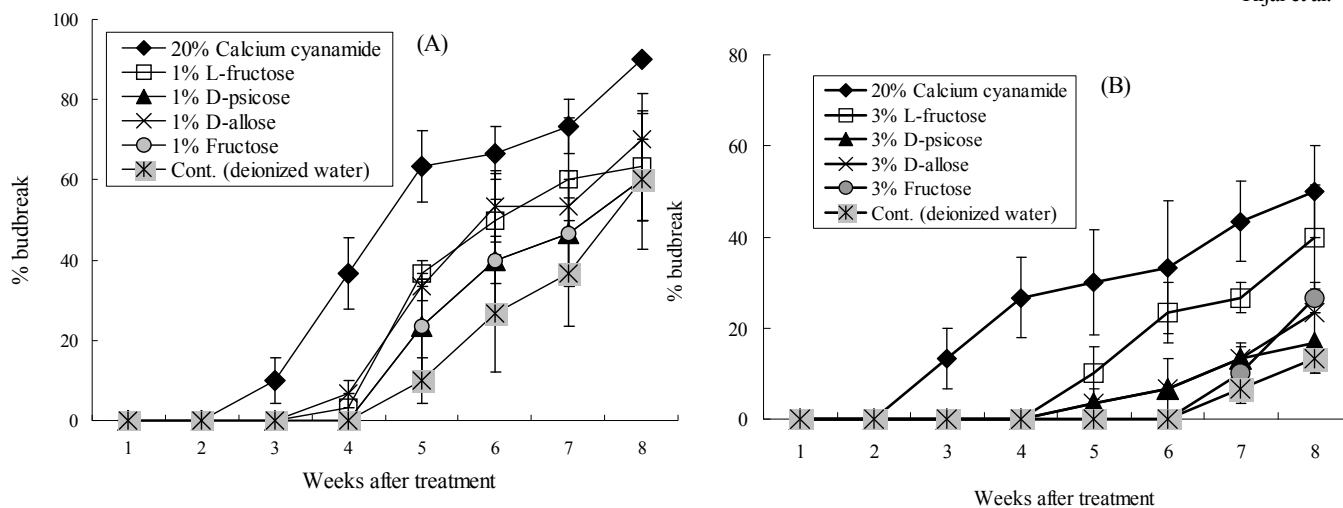 100
80
60
40
20
0
% budbreak
20% Calcium cyanamide
1% L-fructose
1% D-psicose
1% D-allose
1% Fructose
Cont. (deionized water)
(A)
1 2 3 4 5 6 7 8
Weeks after treatment
80
60
40
20
0
% budbreak
20% Calcium cyanamide
3% L-fructose
3% D-psicose
3% D-allose
3% Fructose
Cont. (deionized water)
(B)
1 2 3 4 5 6 7 8
Weeks after treatment